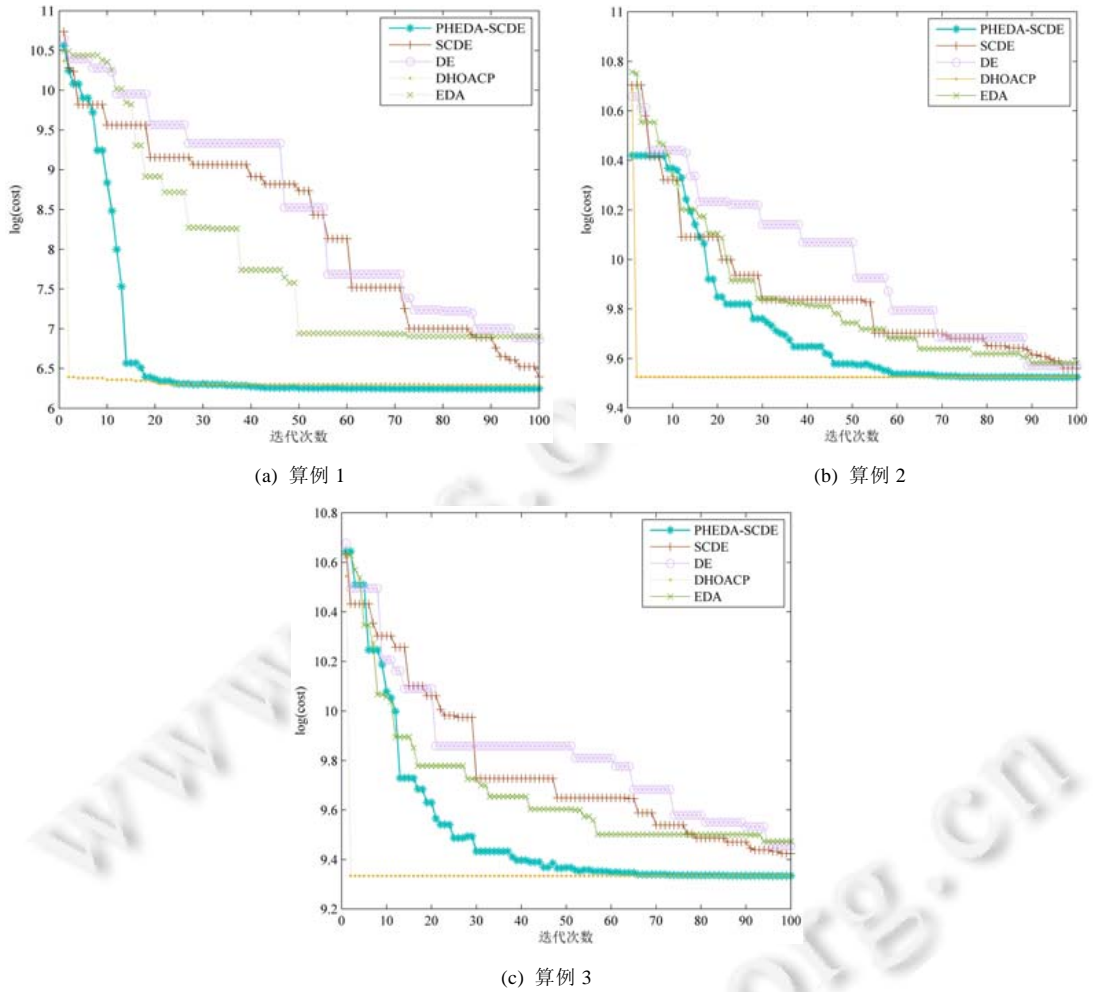 log(cost)
11
10.5
10
9.5
9
8.5
8
7.5
7
6.5
6
0 10 20 30 40 50 60 70 80 90 100
迭代次数
PHEDA-SCDE
SCDE
DE
DHOACP
EDA
(a) 算例 1
log(cost)
10.8
10.6
10.4
10.2
10
9.8
9.6
9.4
0 10 20 30 40 50 60 70 80 90 100
迭代次数
PHEDA-SCDE
SCDE
DE
DHOACP
EDA
(b) 算例 2
log(cost)
10.8
10.6
10.4
10.2
10
9.8
9.6
9.4
9.2
0 10 20 30 40 50 60 70 80 90 100
迭代次数
PHEDA-SCDE
SCDE
DE
DHOACP
EDA
(c) 算例 3
www
org.cn